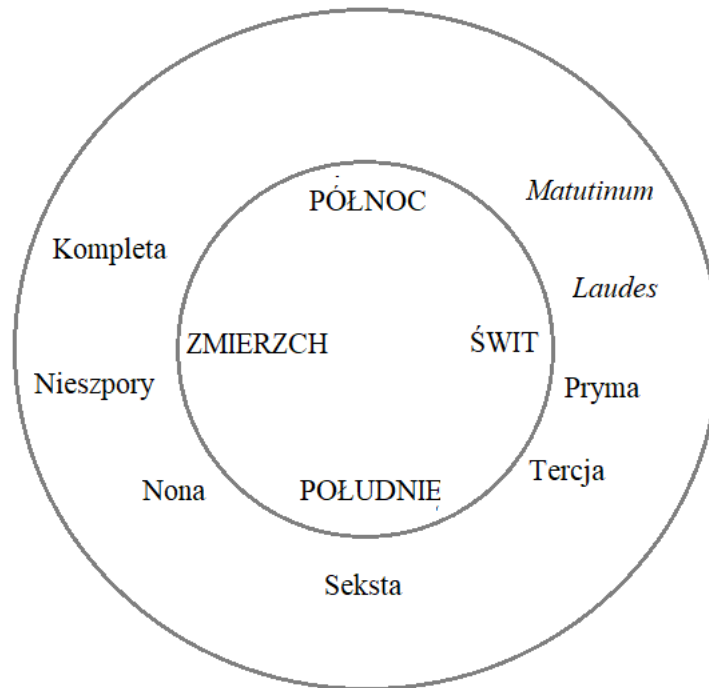 Matutinum
PÓŁNOC
Kompleta
Laudes
ZMIERZCH
ŚWIT
Nieszpory
Pryma
Tercja
Nona
POŁUDNIE
Seksta